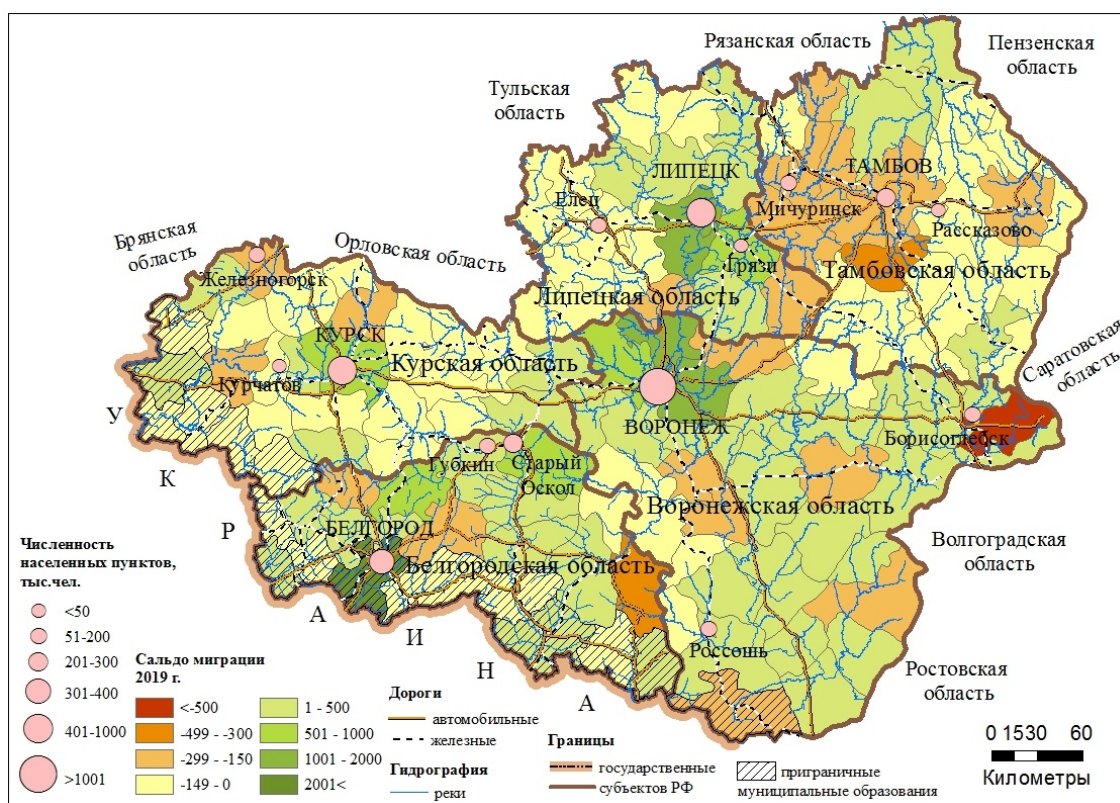 Рязанская область
Пензенская
область
Тульская
область
ЛИПЕЦК
ТАМБОВ
Елец
Мичуринск
Рассказово
Грязи
Брянская
область
Орловская область
Железногорск
Липецкая область
Тамбовская область
КУРСК
Курская область
Курчатов
Саратовская
область
ВОРОНЕЖ
Борисоглебск
Губкин
Старый
Оскол
Воронежская область
БЕЛГОРОД
Белгородская область
Волгоградская
область
Россошь
Ростовская
область
У
К
Р
А
И
Н
А
Численность
населенных пунктов,
тыс.чел.
<50
51-200
201-300
301-400
401-1000
>1001
Сальдо миграции
2019 г.
<-500
-499 - -300
-299 - -150
-149 - 0
1 - 500
501 - 1000
1001 - 2000
2001<
Дороги
автомобильные
железные
Гидрография
реки
Границы
государственные
субъектов РФ
приграничные
муниципальные образования
0 1530 60
Километры